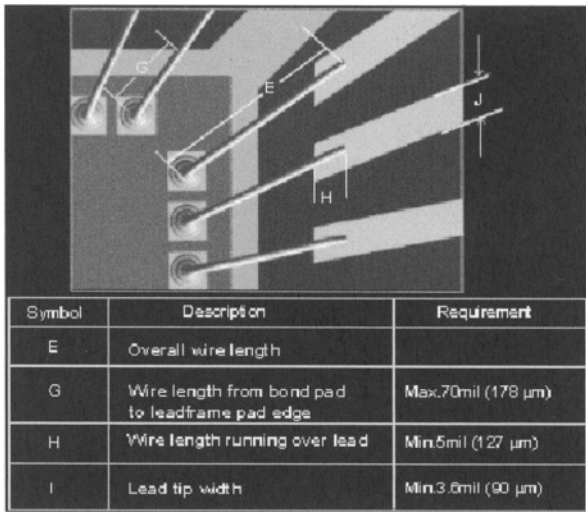 G
E
J
H
Symbol Description Requirement
E Overall wire length
G Wire length from bond pad to leadframe pad edge Max.70mil (178 µm)
H Wire length running over lead Min.5mil (127 µm)
I Lead tip width Min.3.6mil (90 µm)